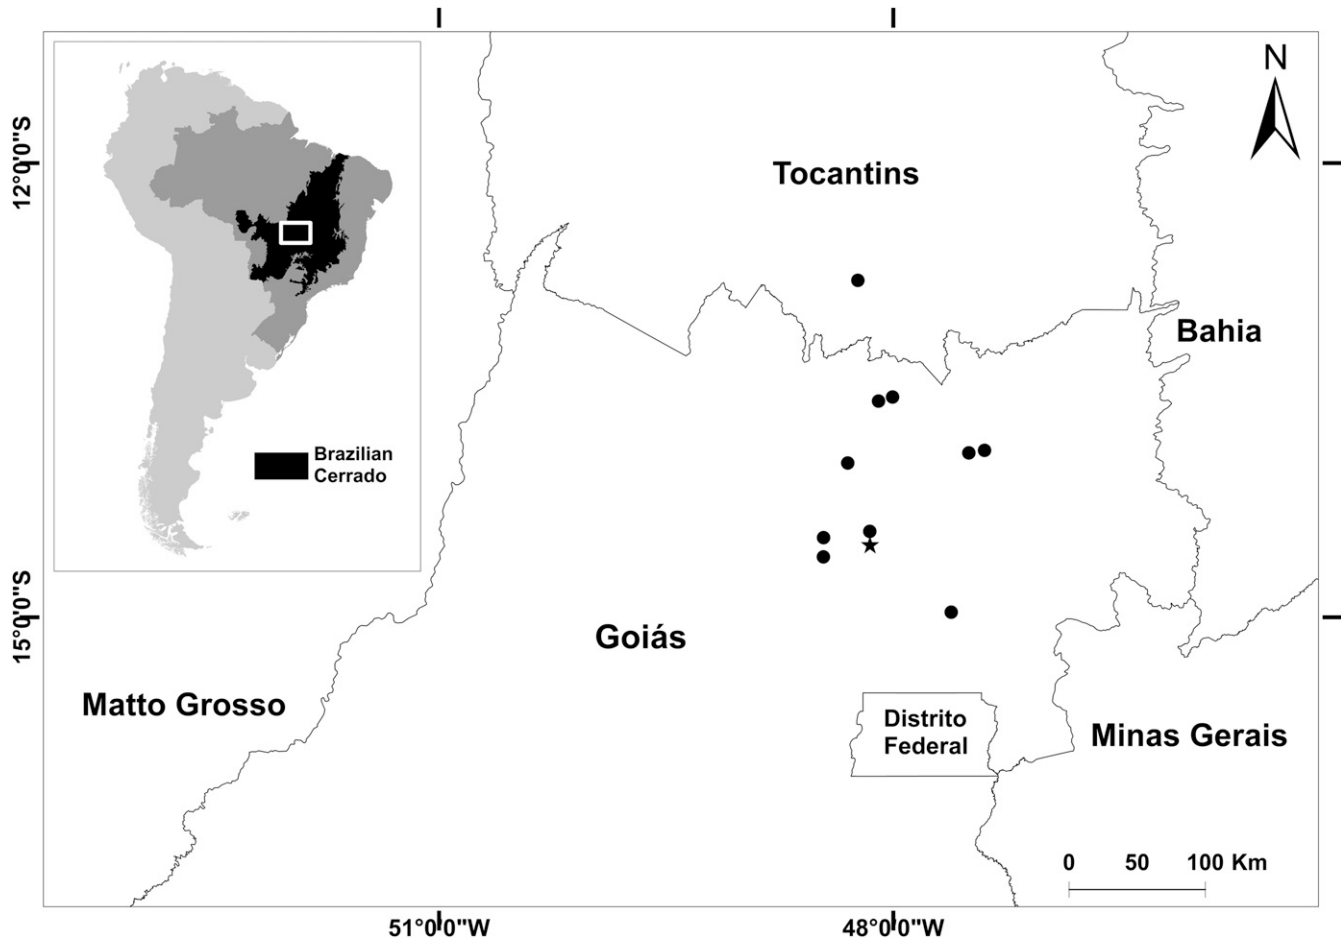 N
12°0'0"S
Tocantins
Bahia
Brazilian
Cerrado
15°0'0"S
Goiás
Matto Grosso
Distrito
Federal
Minas Gerais
0 50 100 Km
51°0'0"W 48°0'0"W